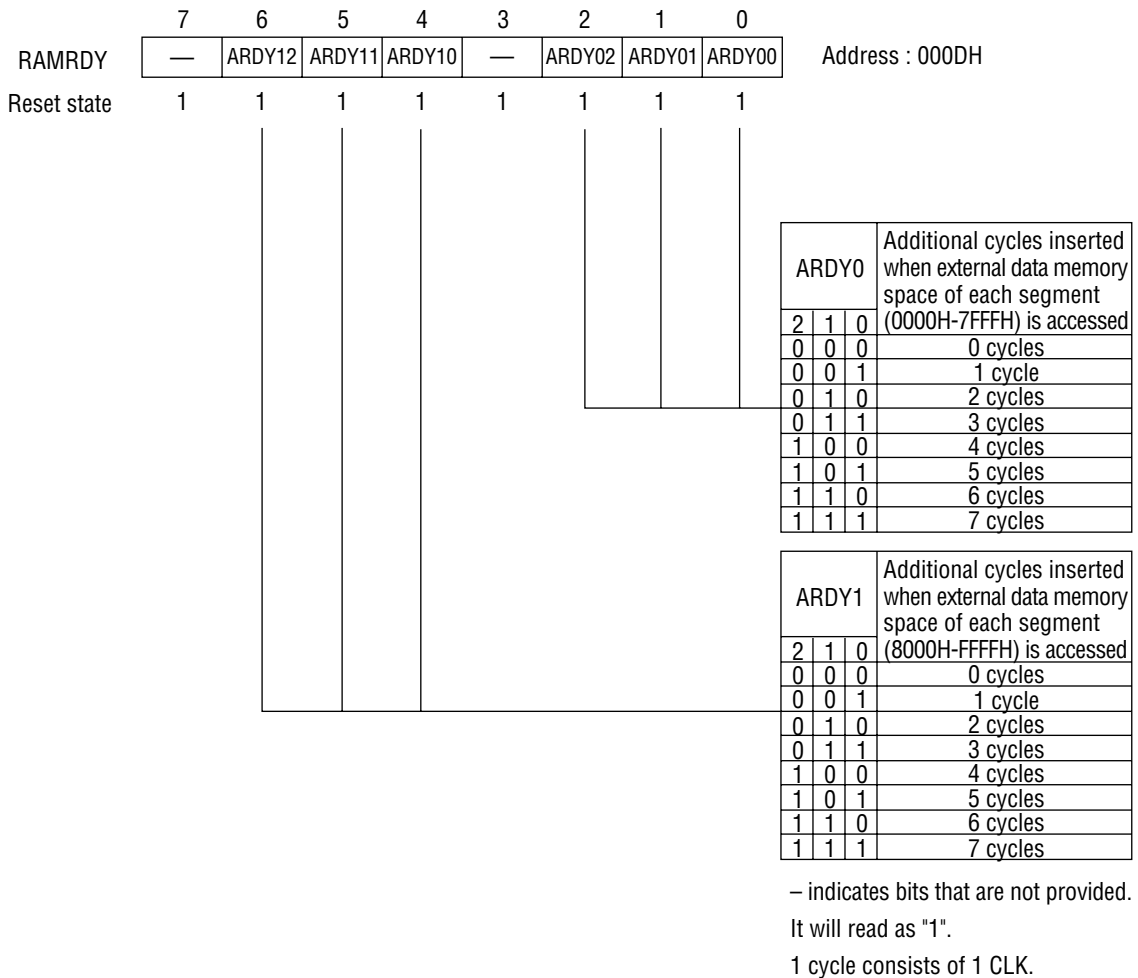 7 6 5 4 3 2 1 0
RAMRDY — ARDY12 ARDY11 ARDY10 — ARDY02 ARDY01 ARDY00 Address : 000DH
Reset state 1 1 1 1 1 1 1 1
ARDY0
Additional cycles inserted
when external data memory
space of each segment
(0000H-7FFFH) is accessed
2 1 0
0 0 0 0 cycles
0 0 1 1 cycle
0 1 0 2 cycles
0 1 1 3 cycles
1 0 0 4 cycles
1 0 1 5 cycles
1 1 0 6 cycles
1 1 1 7 cycles
ARDY1
Additional cycles inserted
when external data memory
space of each segment
(8000H-FFFFH) is accessed
2 1 0
0 0 0 0 cycles
0 0 1 1 cycle
0 1 0 2 cycles
0 1 1 3 cycles
1 0 0 4 cycles
1 0 1 5 cycles
1 1 0 6 cycles
1 1 1 7 cycles
– indicates bits that are not provided.
It will read as "1".
1 cycle consists of 1 CLK.